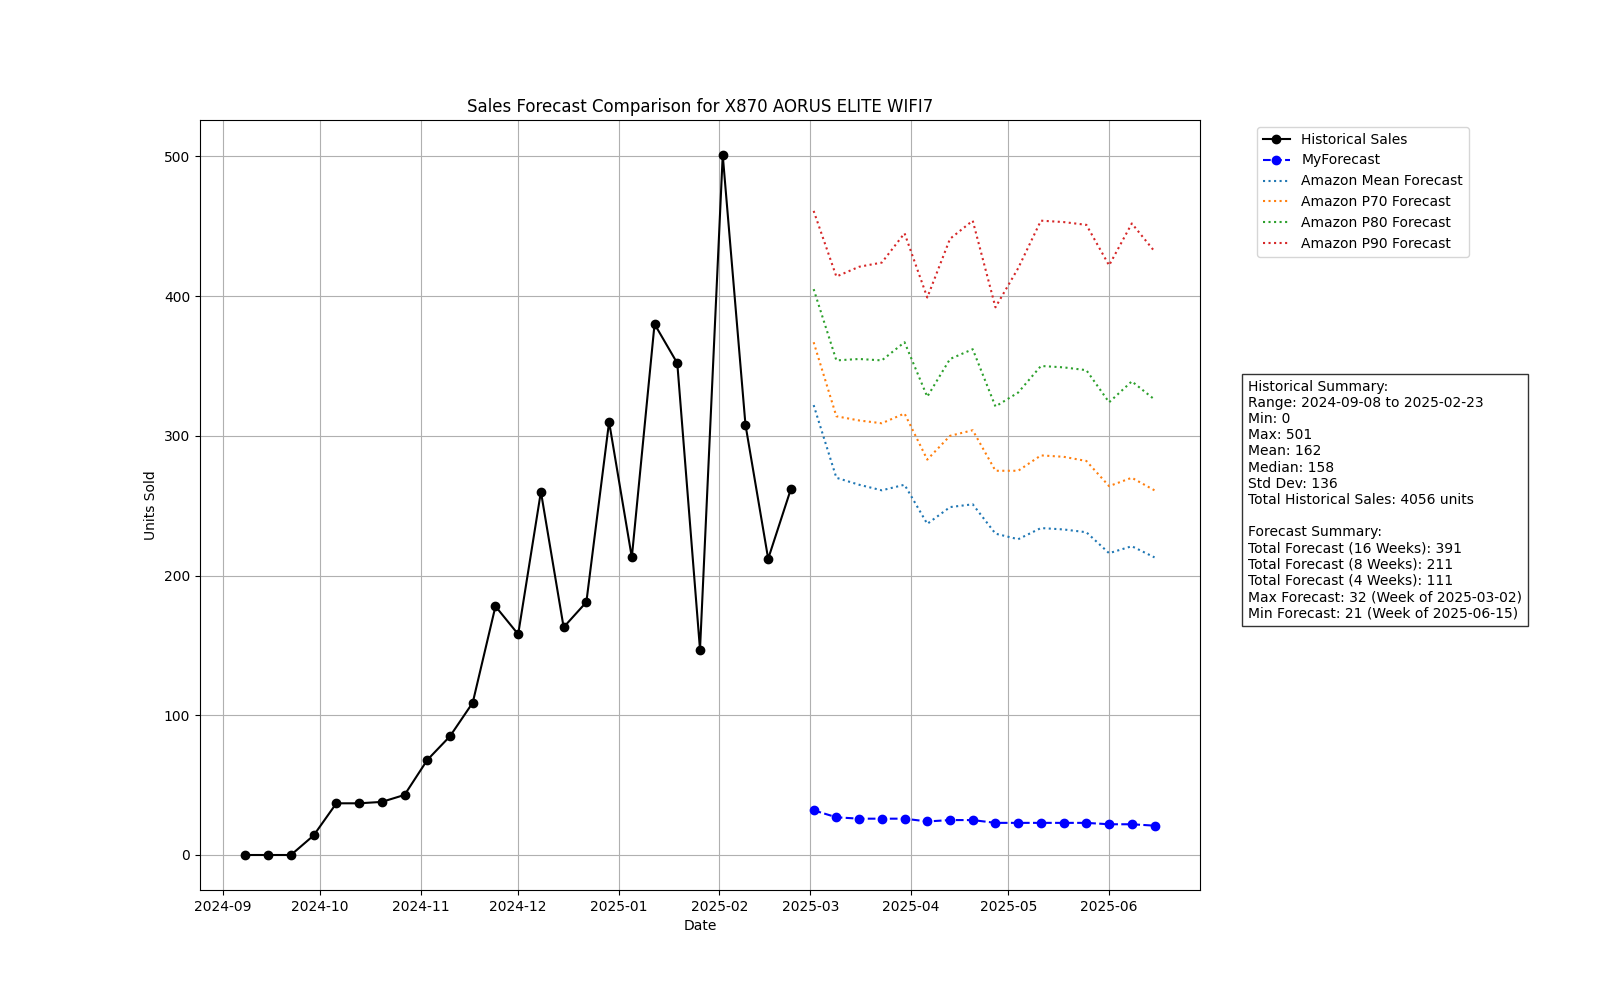 Sales Forecast Comparison for X870 AORUS ELITE WIFI7
Units Sold
500
400
300
200
100
0
2024-09
2024-10
2024-11
2024-12
2025-01
2025-02
2025-03
2025-04
2025-05
2025-06
Date
Historical Sales
MyForecast
Amazon Mean Forecast
Amazon P70 Forecast
Amazon P80 Forecast
Amazon P90 Forecast
Historical Summary:
Range: 2024-09-08 to 2025-02-23
Min: 0
Max: 501
Mean: 162
Median: 158
Std Dev: 136
Total Historical Sales: 4056 units
Forecast Summary:
Total Forecast (16 Weeks): 391
Total Forecast (8 Weeks): 211
Total Forecast (4 Weeks): 111
Max Forecast: 32 (Week of 2025-03-02)
Min Forecast: 21 (Week of 2025-06-15)